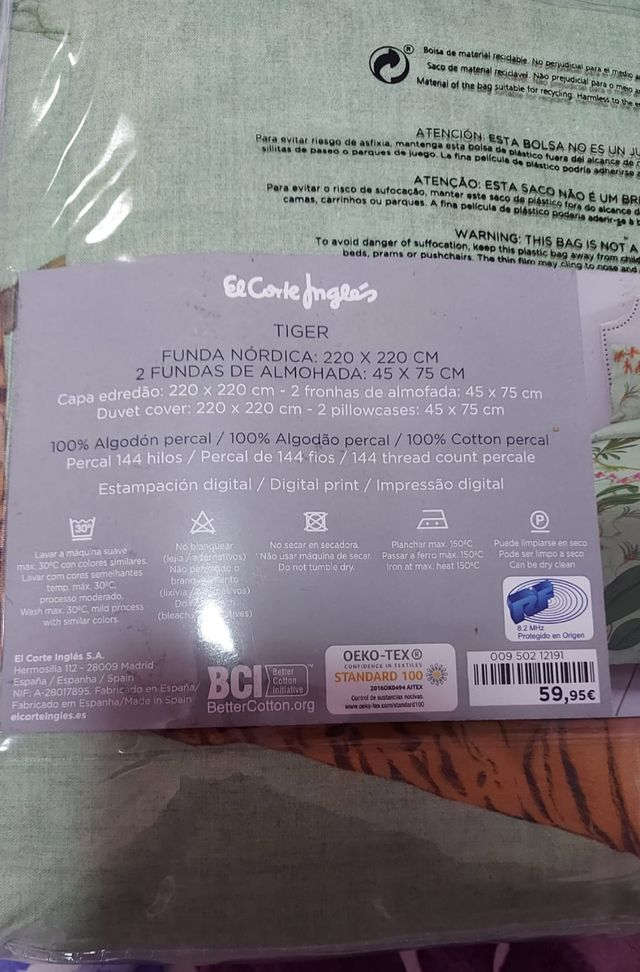 Bolsa de material reciclable. No perjudicial para el medio
Saco de material reciclável. Não prejudicial para o meio
Material of the bag suitable for recycling. Harmless to the
ATENCIÓN: ESTA BOLSA NO ES UN
Para evitar riesgo de asfixia, mantenga esta bolsa de plástico fuera del alcance de
sillitas de paseo o parques de juego. La fina película de plástico podría adherirse
ATENÇÃO: ESTA SACO NÃO É UM
Para evitar o risco de sufocação, manter este saco de plástico fora do alcance
camas, carrinhos ou parques. A fina película de plástico poderia aderir-se à
WARNING: THIS BAG IS NOT A
To avoid danger of suffocation, keep this plastic bag away from
beds, prams or pushchairs. The thin film may cling to nose and
El Corte Inglés
TIGER
FUNDA NÓRDICA: 220 X 220 CM
2 FUNDAS DE ALMOHADA: 45 X 75 CM
Capa edredão: 220 x 220 cm - 2 fronhas de almofada: 45 x 75 cm
Duvet cover: 220 x 220 cm - 2 pillowcases: 45 x 75 cm
100% Algodón percal / 100% Algodão percal / 100% Cotton percal
Percal 144 hilos / Percal de 144 fios / 144 thread count percale
Estampación digital / Digital print / Impressão digital
30°
Lavar a máquina suave
max. 30ºC con colores similares.
Lavar com cores semelhantes
temp. máx. 30ºC,
processo moderado.
Wash max. 30ºC, mild process
with similar colors.
No blanquear
(lejía / alternativos)
Não permitido o
(lixívia
(bleach
No secar en secadora.
Não usar máquina de secar.
Do not tumble dry.
Planchar max. 150ºC
Passar a ferro máx. 150ºC
Iron at max. heat 150ºC
P
Puede limpiarse en seco
Pode ser limpo a seco
Can be dry clean
RF
8.2 MHz
Protegido en Origen
El Corte Inglés S.A.
Hermosilla 112 - 28009 Madrid
España / Espanha / Spain
NIF: A-28017895. Fabricado en España/
Fabricado em Espanha/Made in Spain
elcorteingles.es
BCI Better Cotton Initiative™
BetterCotton.org
OEKO-TEX®
CONFIDENCE IN TEXTILES
STANDARD 100
2016OK0494 AITEX
Control de sustancias nocivas.
www.oeko-tex.com/standard100
009 502 12191
59,95€